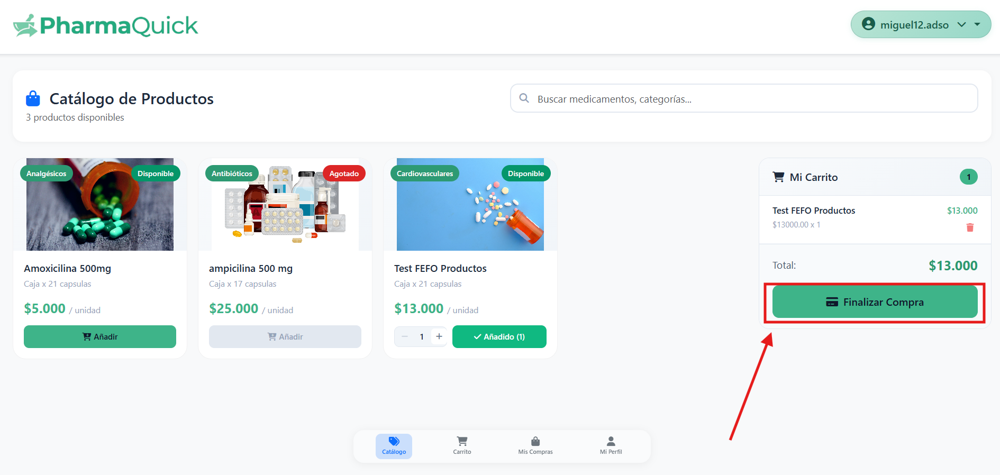 PharmaQuick
miguel12.adso
Catálogo de Productos
3 productos disponibles
Buscar medicamentos, categorías...
Analgésicos
Disponible
Amoxicilina 500mg
Caja x 21 capsulas
$5.000 / unidad
Añadir
Antibióticos
Agotado
ampicilina 500 mg
Caja x 17 capsulas
$25.000 / unidad
Añadir
Cardiovasculares
Disponible
Test FEFO Productos
Caja x 21 capsulas
$13.000 / unidad
− 1 +
Añadido (1)
Mi Carrito
1
Test FEFO Productos
$13.000
$13000.00 x 1
Total:
$13.000
Finalizar Compra
Catálogo
Carrito
Mis Compras
Mi Perfil